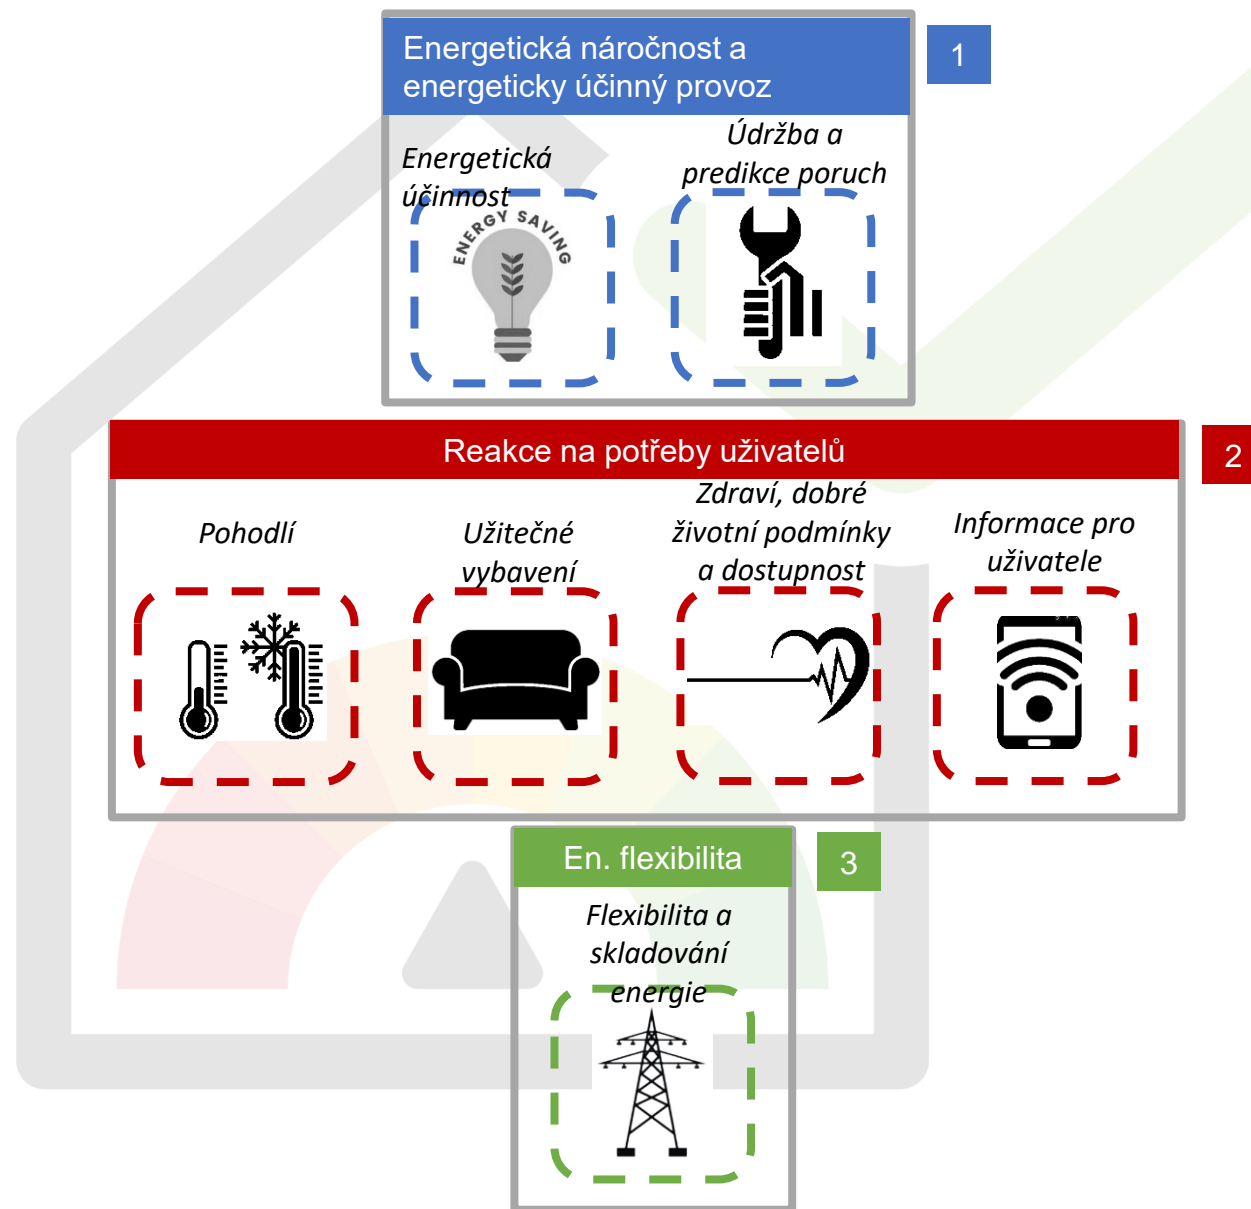 Energetická náročnost a
energeticky účinný provoz
1
Energetická
účinnost
ENERGY SAVING
Údržba a
predikce poruch
Reakce na potřeby uživatelů
2
Pohodlí
Užitečné
vybavení
Zdraví, dobré
životní podmínky
a dostupnost
Informace pro
uživatele
En. flexibilita
3
Flexibilita a
skladování
energie